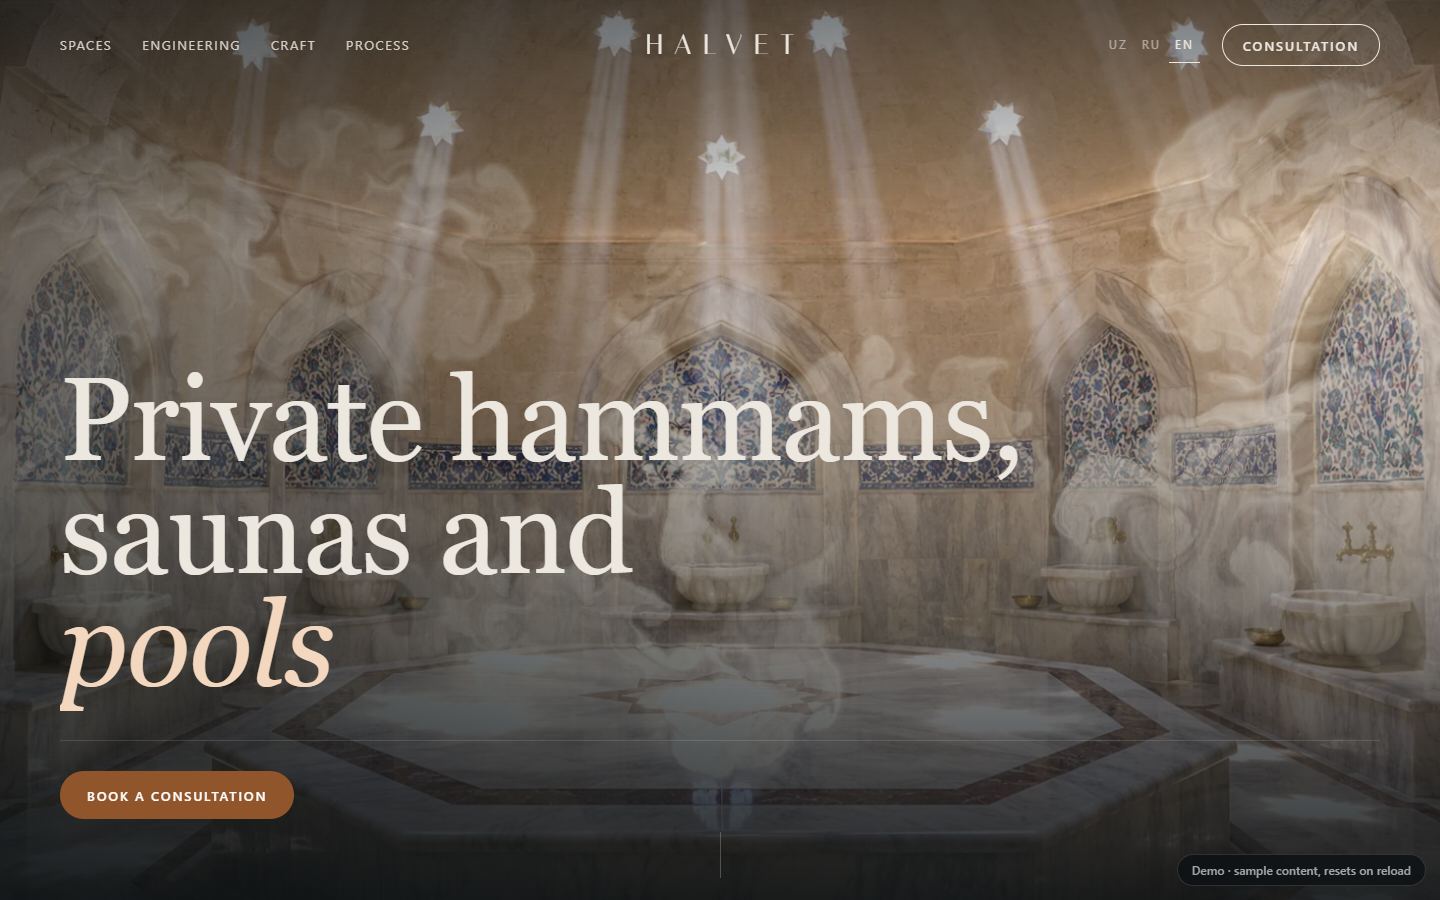 SPACES ENGINEERING CRAFT PROCESS
HALVET
UZ RU EN
CONSULTATION
Private hammams,
saunas and
pools
BOOK A CONSULTATION
Demo · sample content, resets on reload